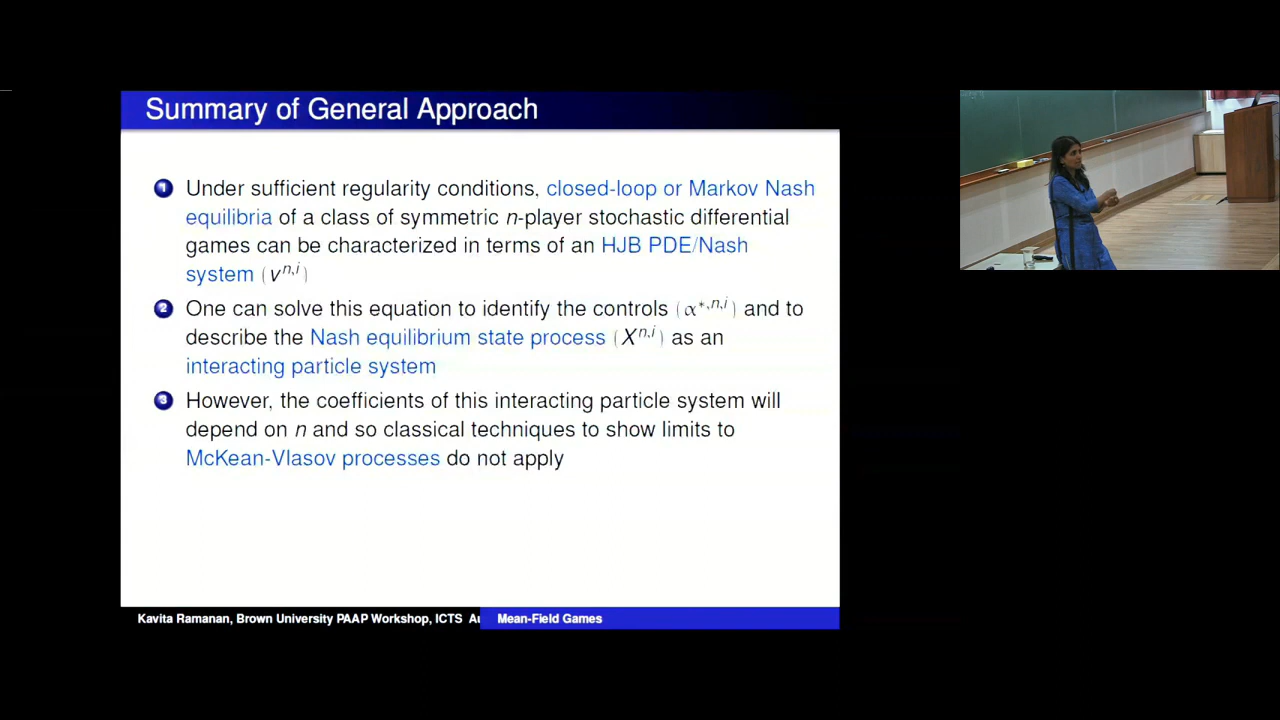 Summary of General Approach
1 Under sufficient regularity conditions, closed-loop or Markov Nash
equilibria of a class of symmetric n-player stochastic differential
games can be characterized in terms of an HJB PDE/Nash
system (v^{n,i})
2 One can solve this equation to identify the controls (α^{*,n,i}) and to
describe the Nash equilibrium state process (X^{n,i}) as an
interacting particle system
3 However, the coefficients of this interacting particle system will
depend on n and so classical techniques to show limits to
McKean-Vlasov processes do not apply
Kavita Ramanan, Brown University PAAP Workshop, ICTS
Mean-Field Games